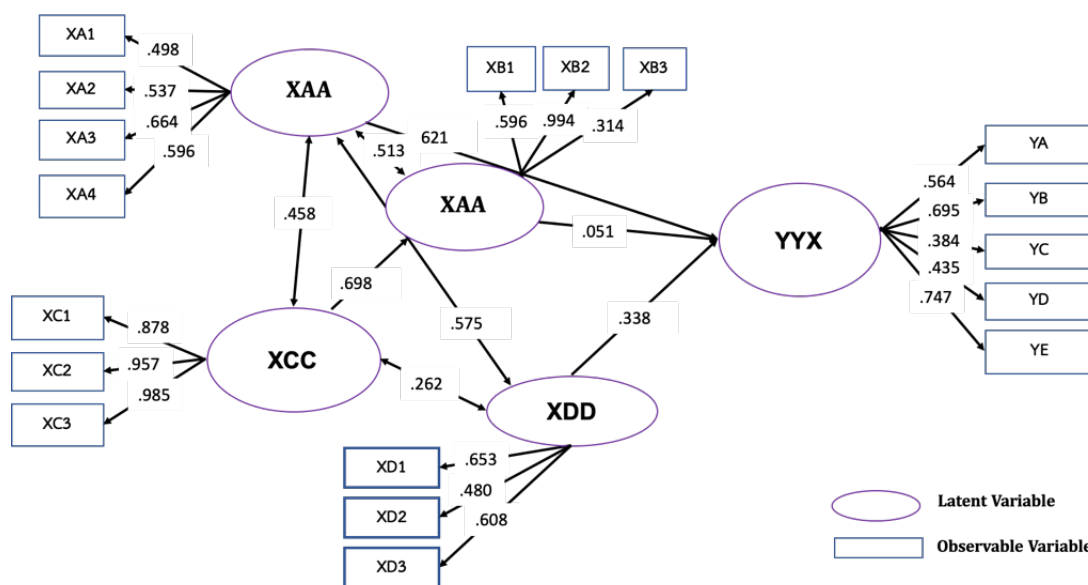 XA1
.498
XA2
.537
XA3
.664
XA4
.596
XAA
XB1
XB2
XB3
.596
.994
.314
621
.513
XAA
.458
.051
.698
YYX
YA
.564
YB
.695
YC
.384
YD
.435
YE
.747
XC1
.878
XC2
.957
XC3
.985
XCC
.575
.338
.262
XDD
XD1
.653
XD2
.480
XD3
.608
Latent Variable
Observable Variable